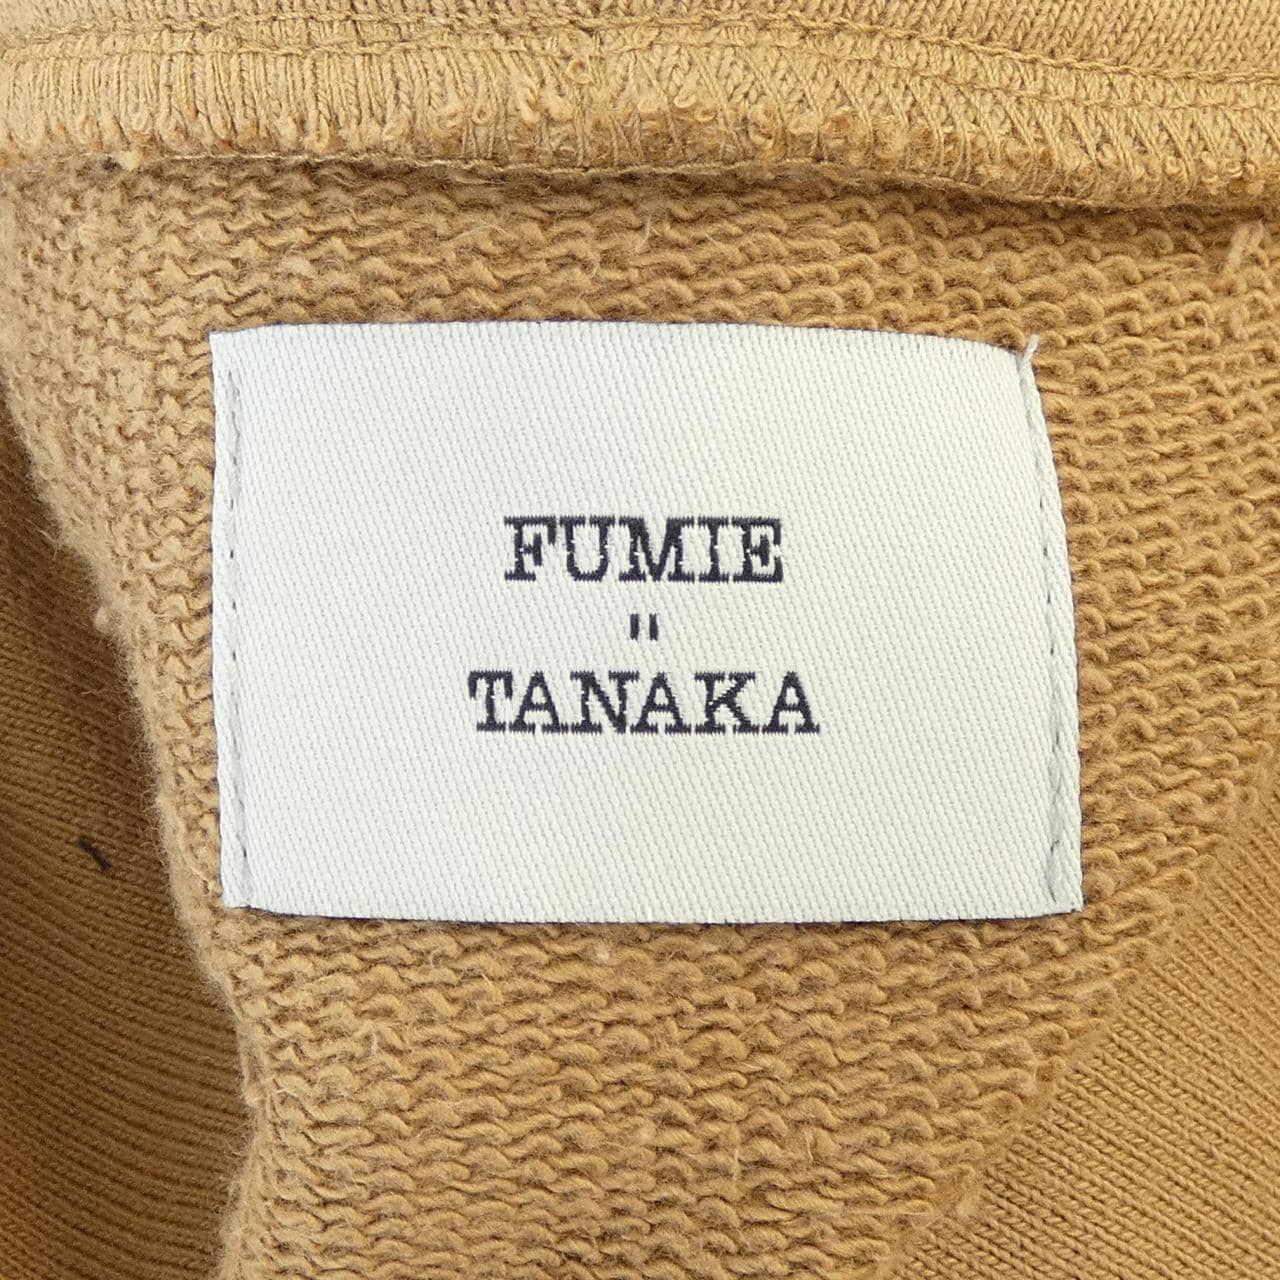 FUMIE
"
TANAKA